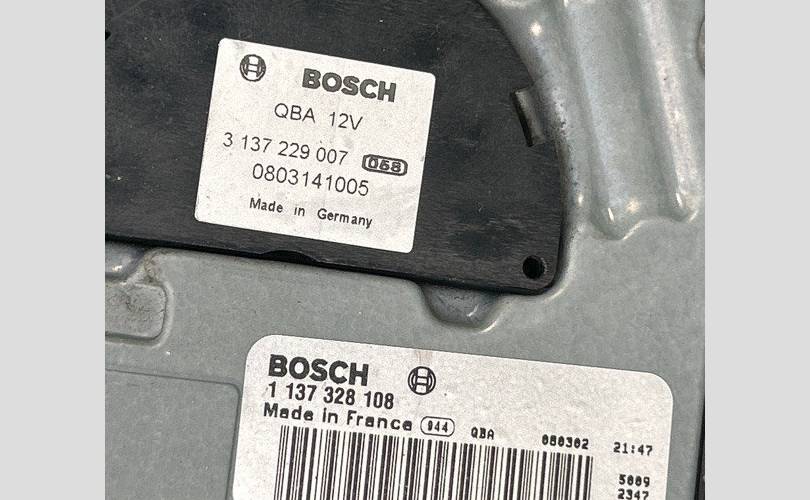 BOSCH
QBA 12V
3 137 229 007 068
0803141005
Made in Germany
BOSCH
1 137 328 108
Made in France 044 QBA 080302 21:47
5009
2347